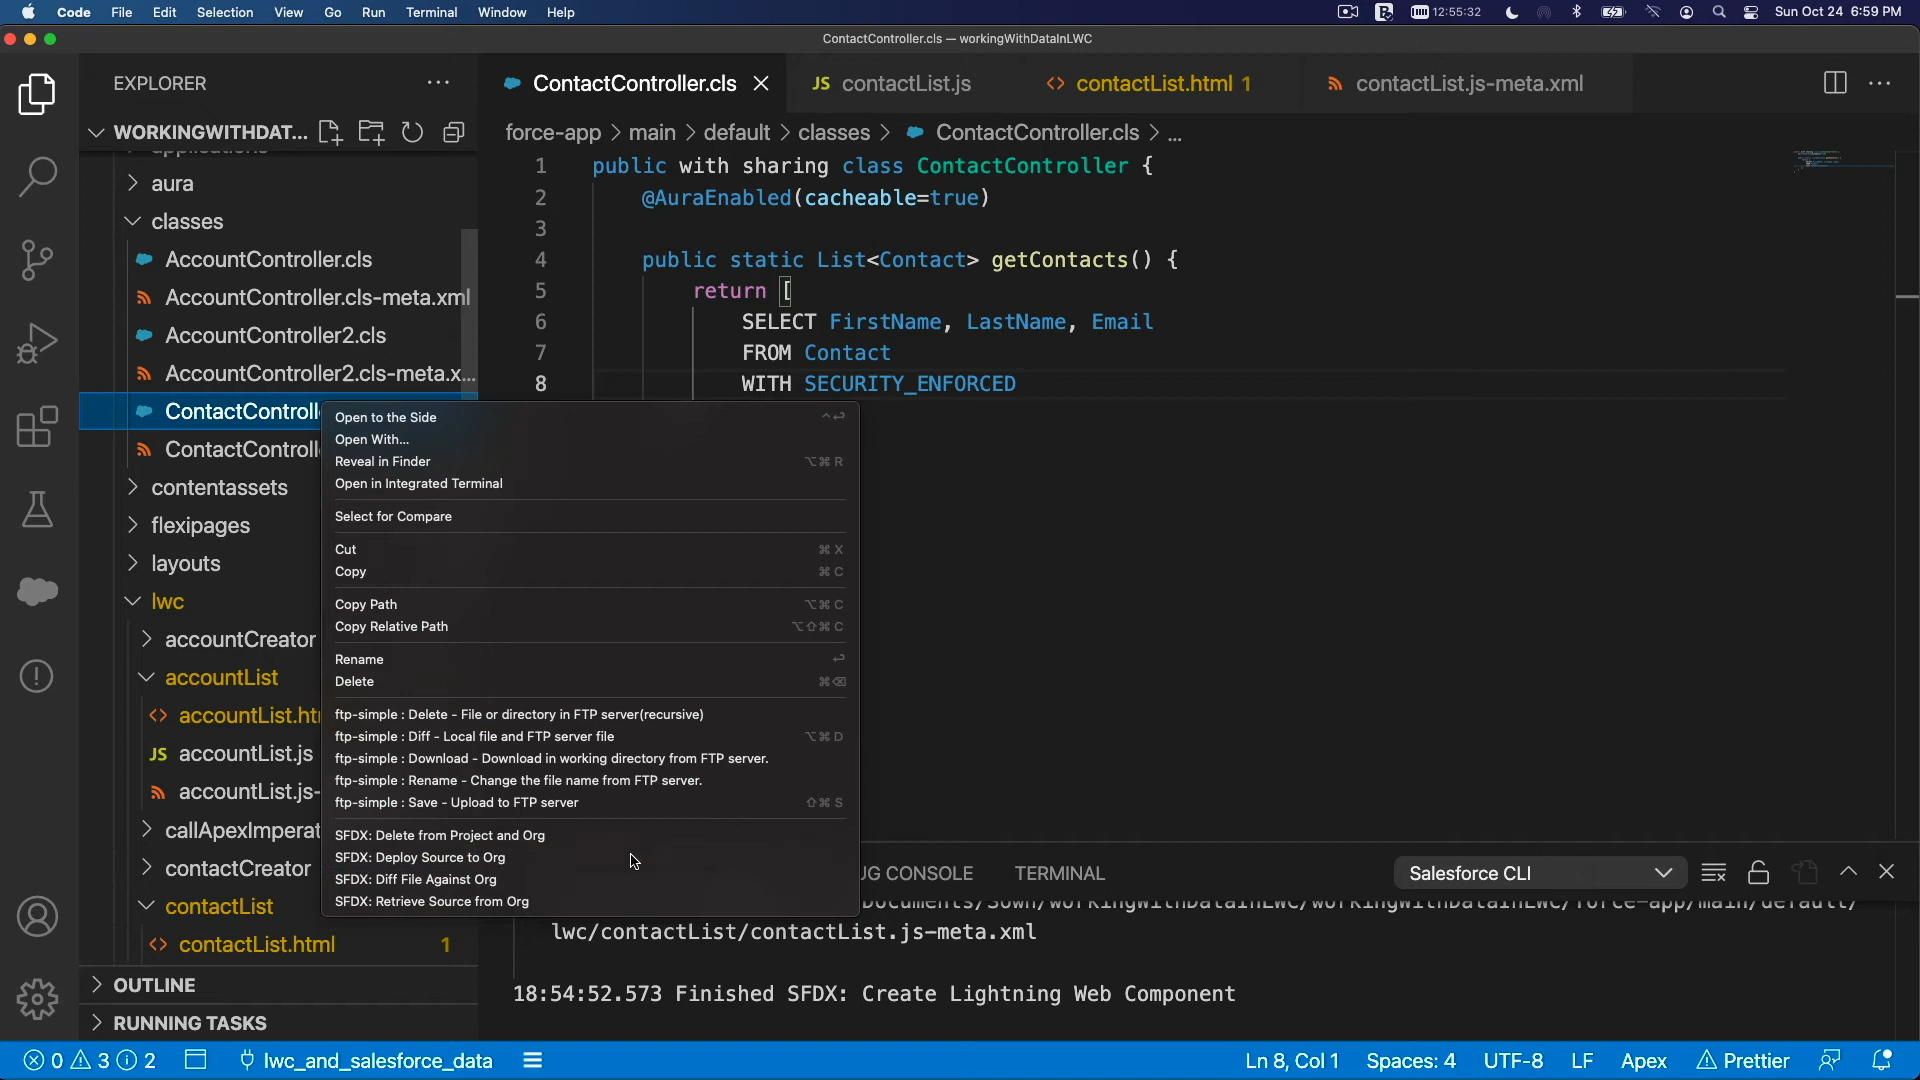 Code File Edit Selection View Go Run Terminal Window Help 12:55:32 Sun Oct 24 6:59 PM
ContactController.cls — workingWithDataInLWC
EXPLORER
ContactController.cls
JS contactList.js
<> contactList.html 1
contactList.js-meta.xml
WORKINGWITHDAT...
force-app > main > default > classes > ContactController.cls > ...
applications
aura
classes
AccountController.cls
AccountController.cls-meta.xml
AccountController2.cls
AccountController2.cls-meta.x...
ContactControll
ContactControll
contentassets
flexipages
layouts
lwc
accountCreator
accountList
<> accountList.ht
JS accountList.js
accountList.js-
callApexImperat
contactCreator
contactList
<> contactList.html 1
OUTLINE
RUNNING TASKS
1 public with sharing class ContactController {
2 @AuraEnabled(cacheable=true)
3
4 public static List<Contact> getContacts() {
5 return [
6 SELECT FirstName, LastName, Email
7 FROM Contact
8 WITH SECURITY_ENFORCED
Open to the Side ^⏎
Open With...
Reveal in Finder ⌥⌘R
Open in Integrated Terminal
Select for Compare
Cut ⌘X
Copy ⌘C
Copy Path ⌥⌘C
Copy Relative Path ⌥⇧⌘C
Rename ⏎
Delete ⌘⌫
ftp-simple : Delete - File or directory in FTP server(recursive)
ftp-simple : Diff - Local file and FTP server file ⌥⌘D
ftp-simple : Download - Download in working directory from FTP server.
ftp-simple : Rename - Change the file name from FTP server.
ftp-simple : Save - Upload to FTP server ⇧⌘S
SFDX: Delete from Project and Org
SFDX: Deploy Source to Org
SFDX: Diff File Against Org
SFDX: Retrieve Source from Org
UG CONSOLE TERMINAL Salesforce CLI
lwc/contactList/contactList.js-meta.xml
18:54:52.573 Finished SFDX: Create Lightning Web Component
0 3 2 lwc_and_salesforce_data Ln 8, Col 1 Spaces: 4 UTF-8 LF Apex Prettier